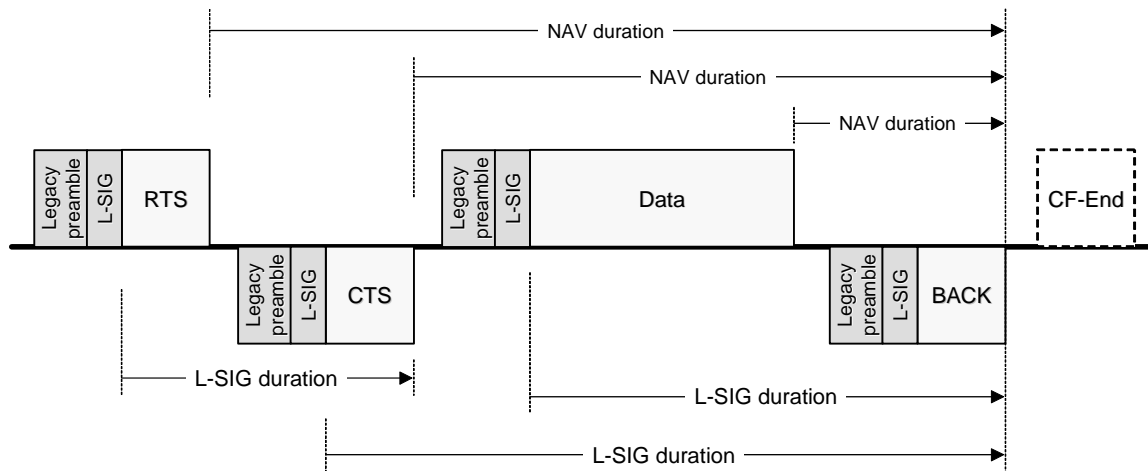 NAV duration
NAV duration
NAV duration
Legacy
preamble
L-SIG
RTS
Legacy
preamble
L-SIG
Data
CF-End
Legacy
preamble
L-SIG
CTS
Legacy
preamble
L-SIG
BACK
L-SIG duration
L-SIG duration
L-SIG duration